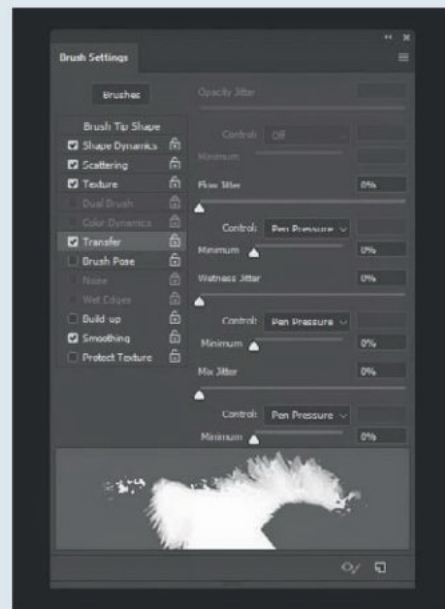 Brush Settings
Brushes
Brush Tip Shape
Shape Dynamics
Scattering
Texture
Dual Brush
Color Dynamics
Transfer
Brush Pose
Noise
Wet Edges
Build-up
Smoothing
Protect Texture
Opacity Jitter
Control: Off
Minimum
Flow Jitter 0%
Control: Pen Pressure
Minimum 0%
Wetness Jitter 0%
Control: Pen Pressure
Minimum 0%
Mix Jitter 0%
Control: Pen Pressure
Minimum 0%